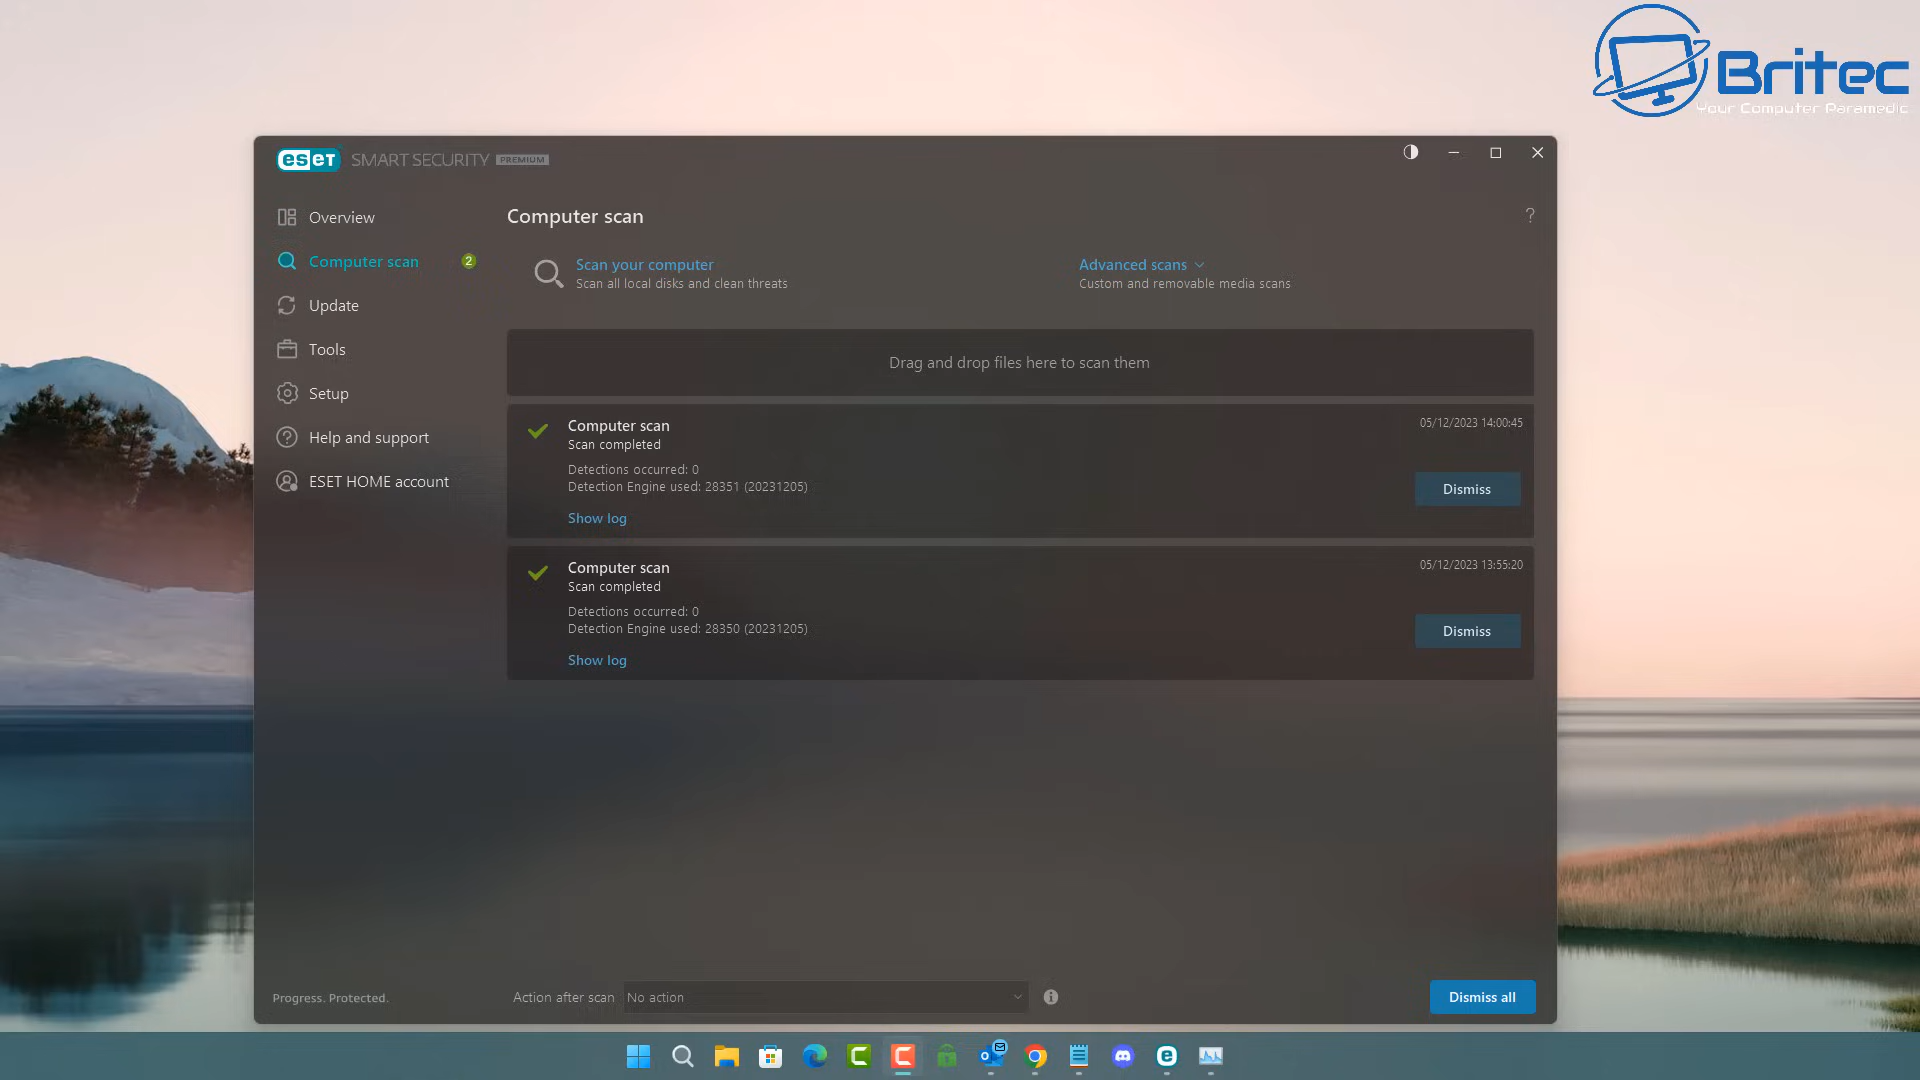 Britec
Your Computer Paramedic
eset SMART SECURITY PREMIUM
Overview
Computer scan 2
Update
Tools
Setup
Help and support
ESET HOME account
Computer scan
?
Scan your computer
Scan all local disks and clean threats
Advanced scans
Custom and removable media scans
Drag and drop files here to scan them
Computer scan
05/12/2023 14:00:45
Scan completed
Detections occurred: 0
Detection Engine used: 28351 (20231205)
Dismiss
Show log
Computer scan
05/12/2023 13:55:20
Scan completed
Detections occurred: 0
Detection Engine used: 28350 (20231205)
Dismiss
Show log
Progress. Protected.
Action after scan No action
Dismiss all